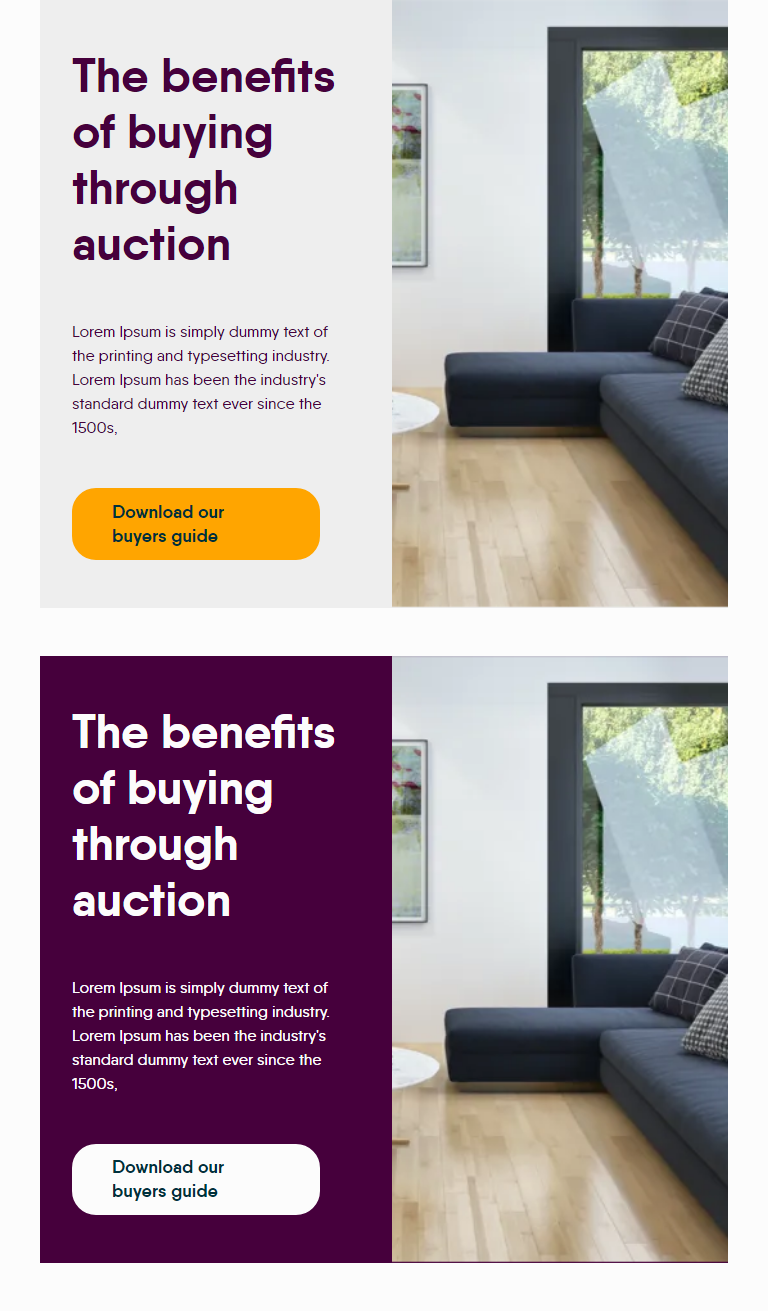 The benefits
of buying
through
auction
Lorem Ipsum is simply dummy text of
the printing and typesetting industry.
Lorem Ipsum has been the industry's
standard dummy text ever since the
1500s,
Download our
buyers guide
The benefits
of buying
through
auction
Lorem Ipsum is simply dummy text of
the printing and typesetting industry.
Lorem Ipsum has been the industry's
standard dummy text ever since the
1500s,
Download our
buyers guide